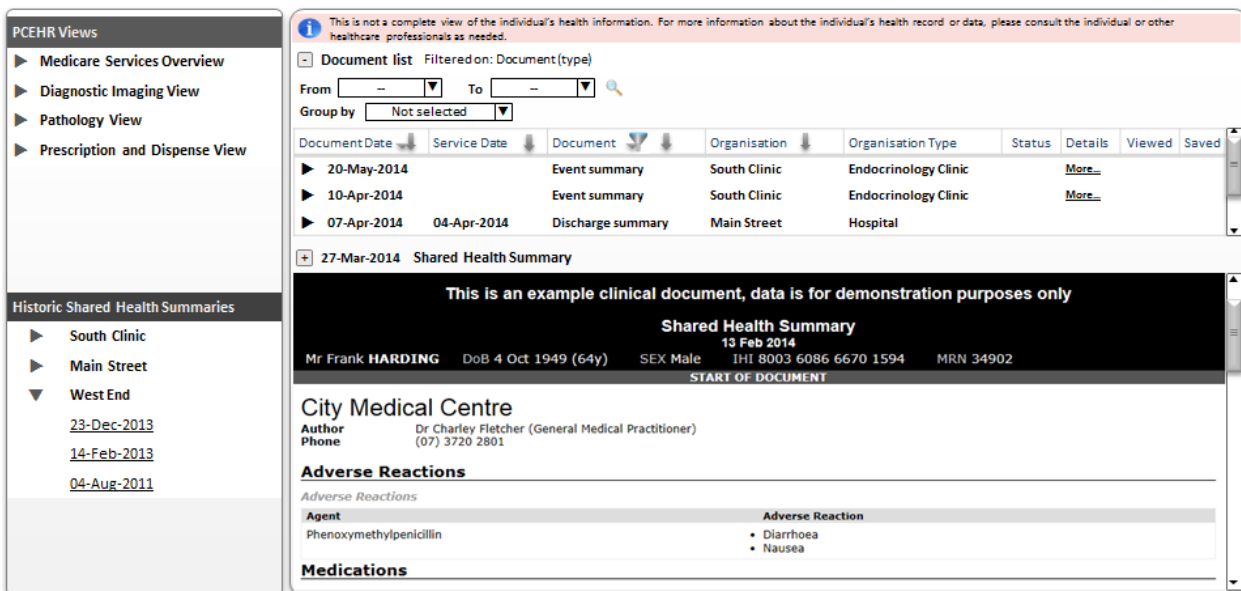 PCEHR Views
Medicare Services Overview
Diagnostic Imaging View
Pathology View
Prescription and Dispense View
Historic Shared Health Summaries
South Clinic
Main Street
West End
23-Dec-2013
14-Feb-2013
04-Aug-2011
This is not a complete view of the individual's health information. For more information about the individual's health record or data, please consult the individual or other
healthcare professionals as needed.
- Document list Filtered on: Document (type)
From -- To --
Group by Not selected
Document Date Service Date Document Organisation Organisation Type Status Details Viewed Saved
20-May-2014 Event summary South Clinic Endocrinology Clinic More...
10-Apr-2014 Event summary South Clinic Endocrinology Clinic More...
07-Apr-2014 04-Apr-2014 Discharge summary Main Street Hospital
+ 27-Mar-2014 Shared Health Summary
This is an example clinical document, data is for demonstration purposes only
Shared Health Summary
13 Feb 2014
Mr Frank HARDING DoB 4 Oct 1949 (64y) SEX Male IHI 8003 6086 6670 1594 MRN 34902
START OF DOCUMENT
City Medical Centre
Author Dr Charley Fletcher (General Medical Practitioner)
Phone (07) 3720 2801
Adverse Reactions
Adverse Reactions
Agent Adverse Reaction
Phenoxymethylpenicillin • Diarrhoea
• Nausea
Medications